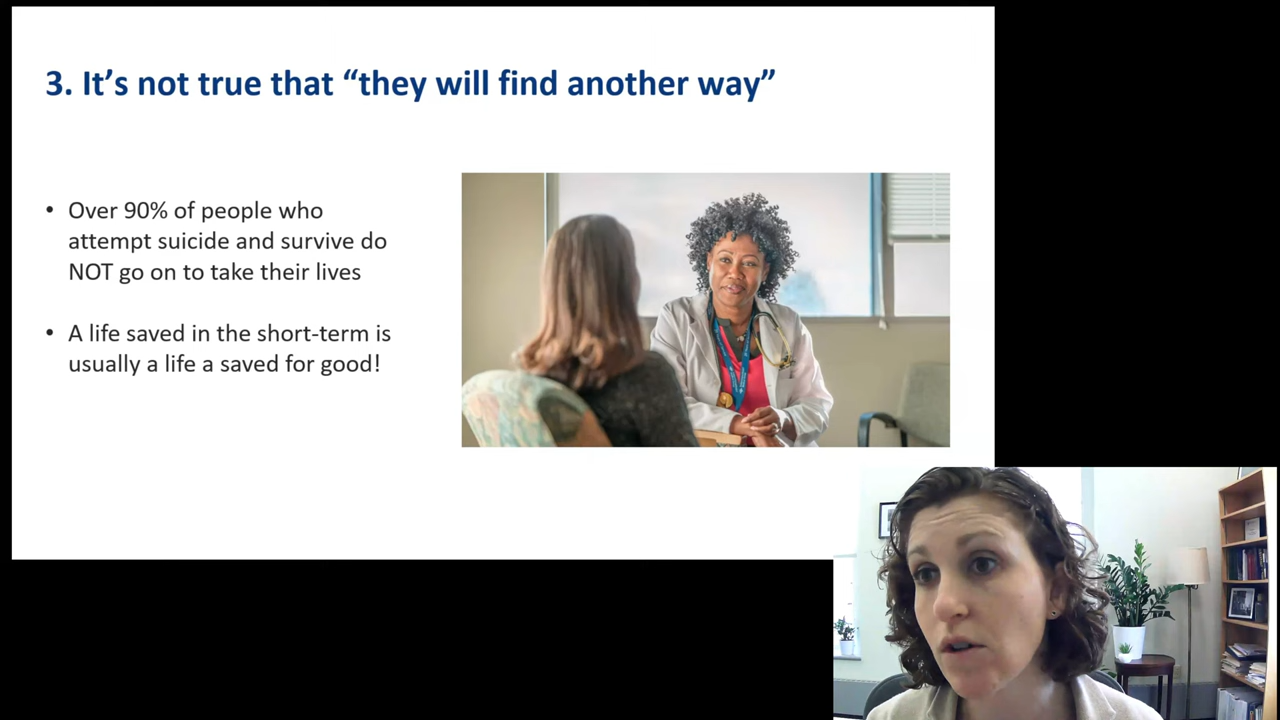 3. It’s not true that “they will find another way”
• Over 90% of people who
attempt suicide and survive do
NOT go on to take their lives
• A life saved in the short-term is
usually a life a saved for good!